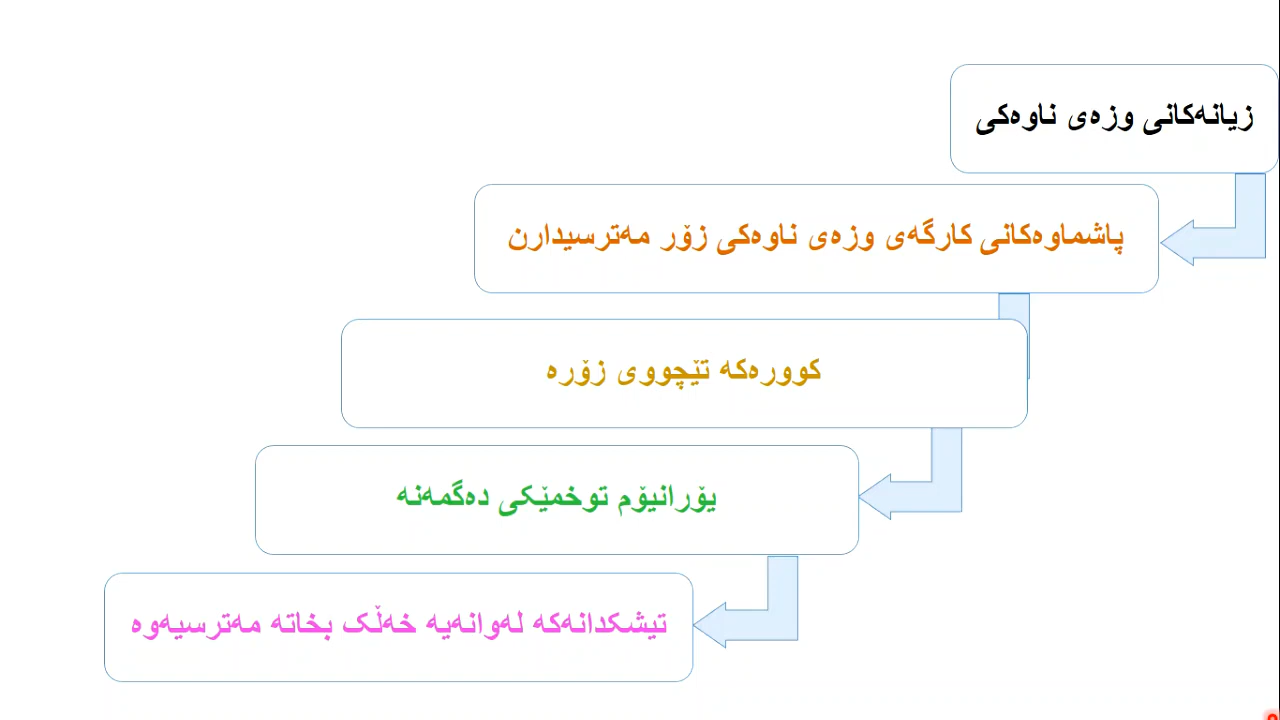 زیانەکانی وزەی ناوەکی
پاشماوەکانی کارگەی وزەی ناوەکی زۆر مەترسیدارن
کوورەکە تێچووی زۆرە
یۆرانیۆم توخمێکی دەگمەنە
تیشکدانەکە لەوانەیە خەڵک بخاتە مەترسیەوە